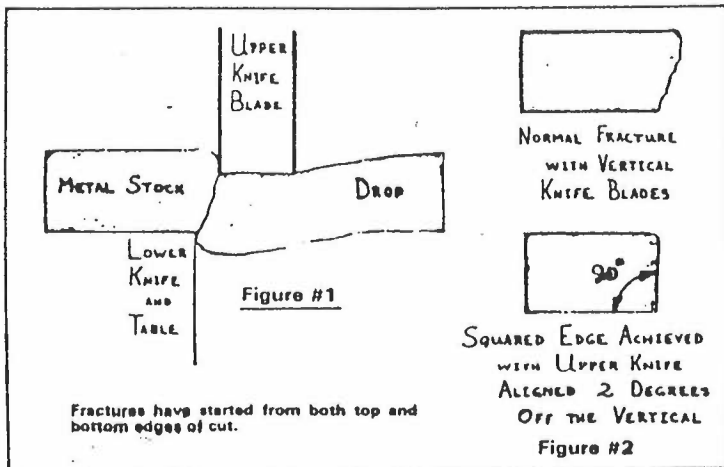 Upper
Knife
Blade
Metal Stock
Drop
Lower
Knife
and
Table
Figure #1
Fractures have started from both top and
bottom edges of cut.
Normal Fracture
with Vertical
Knife Blades
90°
Squared Edge Achieved
with Upper Knife
Aligned 2 Degrees
Off the Vertical
Figure #2